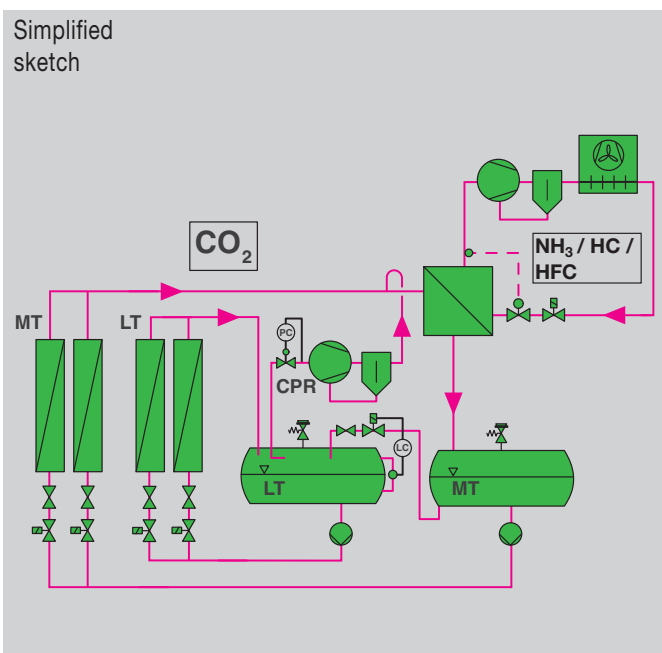 Simplified
sketch
CO₂
NH₃ / HC /
HFC
MT
LT
PC
CPR
LC
LT
MT